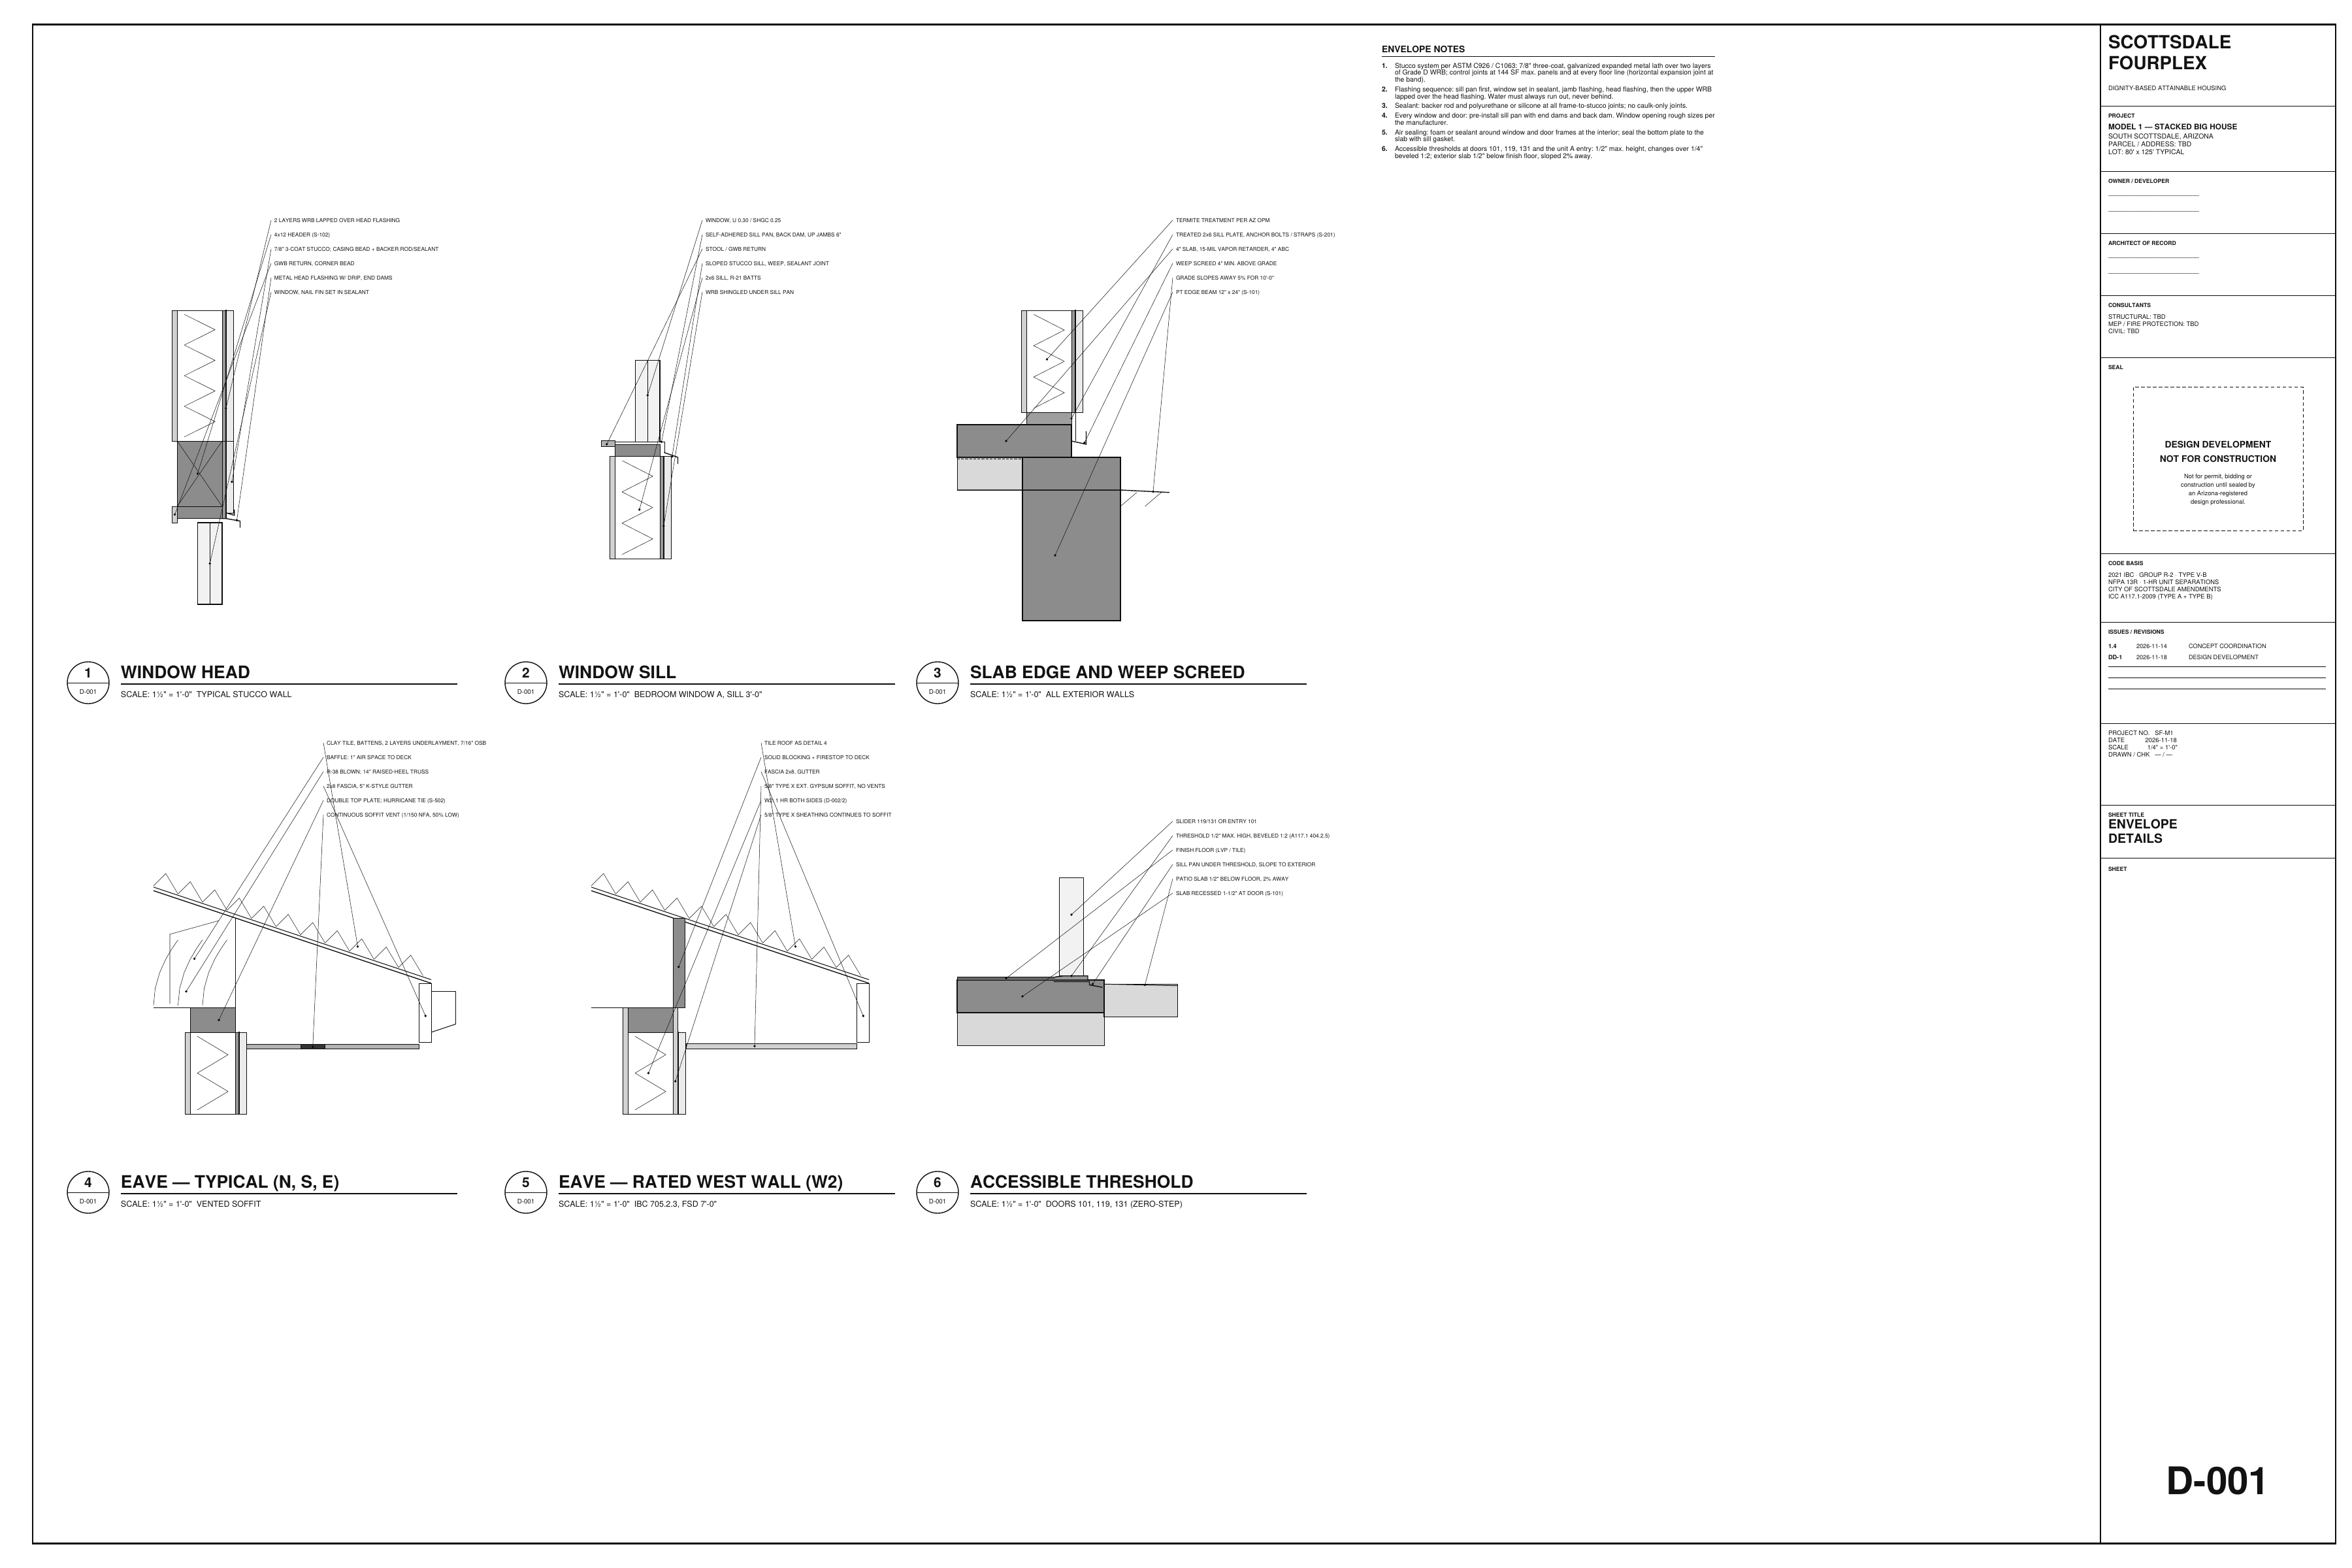 ENVELOPE NOTES
1. Stucco system per ASTM C926 / C1063: 7/8" three-coat, galvanized expanded metal lath over two layers
of Grade D WRB; control joints at 144 SF max. panels and at every floor line (horizontal expansion joint at
the band).
2. Flashing sequence: sill pan first, window set in sealant, jamb flashing, head flashing, then the upper WRB
lapped over the head flashing. Water must always run out, never behind.
3. Sealant: backer rod and polyurethane or silicone at all frame-to-stucco joints; no caulk-only joints.
4. Every window and door: pre-install sill pan with end dams and back dam. Window opening rough sizes per
the manufacturer.
5. Air sealing: foam or sealant around window and door frames at the interior; seal the bottom plate to the
slab with sill gasket.
6. Accessible thresholds at doors 101, 119, 131 and the unit A entry: 1/2" max. height, changes over 1/4"
beveled 1:2; exterior slab 1/2" below finish floor, sloped 2% away.
2 LAYERS WRB LAPPED OVER HEAD FLASHING
4x12 HEADER (S-102)
7/8" 3-COAT STUCCO; CASING BEAD + BACKER ROD/SEALANT
GWB RETURN, CORNER BEAD
METAL HEAD FLASHING W/ DRIP, END DAMS
WINDOW, NAIL FIN SET IN SEALANT
1
D-001
WINDOW HEAD
SCALE: 1½" = 1'-0" TYPICAL STUCCO WALL
WINDOW, U 0.30 / SHGC 0.25
SELF-ADHERED SILL PAN, BACK DAM, UP JAMBS 6"
STOOL / GWB RETURN
SLOPED STUCCO SILL, WEEP, SEALANT JOINT
2x6 SILL, R-21 BATTS
WRB SHINGLED UNDER SILL PAN
2
D-001
WINDOW SILL
SCALE: 1½" = 1'-0" BEDROOM WINDOW A, SILL 3'-0"
TERMITE TREATMENT PER AZ OPM
TREATED 2x6 SILL PLATE, ANCHOR BOLTS / STRAPS (S-201)
4" SLAB, 15-MIL VAPOR RETARDER, 4" ABC
WEEP SCREED 4" MIN. ABOVE GRADE
GRADE SLOPES AWAY 5% FOR 10'-0"
PT EDGE BEAM 12" x 24" (S-101)
3
D-001
SLAB EDGE AND WEEP SCREED
SCALE: 1½" = 1'-0" ALL EXTERIOR WALLS
CLAY TILE, BATTENS, 2 LAYERS UNDERLAYMENT, 7/16" OSB
BAFFLE: 1" AIR SPACE TO DECK
R-38 BLOWN; 14" RAISED-HEEL TRUSS
2x8 FASCIA, 5" K-STYLE GUTTER
DOUBLE TOP PLATE; HURRICANE TIE (S-502)
CONTINUOUS SOFFIT VENT (1/150 NFA, 50% LOW)
4
D-001
EAVE — TYPICAL (N, S, E)
SCALE: 1½" = 1'-0" VENTED SOFFIT
TILE ROOF AS DETAIL 4
SOLID BLOCKING + FIRESTOP TO DECK
FASCIA 2x8, GUTTER
5/8" TYPE X EXT. GYPSUM SOFFIT, NO VENTS
W2: 1 HR BOTH SIDES (D-002/2)
5/8" TYPE X SHEATHING CONTINUES TO SOFFIT
5
D-001
EAVE — RATED WEST WALL (W2)
SCALE: 1½" = 1'-0" IBC 705.2.3, FSD 7'-0"
SLIDER 119/131 OR ENTRY 101
THRESHOLD 1/2" MAX. HIGH, BEVELED 1:2 (A117.1 404.2.5)
FINISH FLOOR (LVP / TILE)
SILL PAN UNDER THRESHOLD, SLOPE TO EXTERIOR
PATIO SLAB 1/2" BELOW FLOOR, 2% AWAY
SLAB RECESSED 1-1/2" AT DOOR (S-101)
6
D-001
ACCESSIBLE THRESHOLD
SCALE: 1½" = 1'-0" DOORS 101, 119, 131 (ZERO-STEP)
SCOTTSDALE
FOURPLEX
DIGNITY-BASED ATTAINABLE HOUSING
PROJECT
MODEL 1 — STACKED BIG HOUSE
SOUTH SCOTTSDALE, ARIZONA
PARCEL / ADDRESS: TBD
LOT: 80' x 125' TYPICAL
OWNER / DEVELOPER
ARCHITECT OF RECORD
CONSULTANTS
STRUCTURAL: TBD
MEP / FIRE PROTECTION: TBD
CIVIL: TBD
SEAL
DESIGN DEVELOPMENT
NOT FOR CONSTRUCTION
Not for permit, bidding or
construction until sealed by
an Arizona-registered
design professional.
CODE BASIS
2021 IBC · GROUP R-2 · TYPE V-B
NFPA 13R · 1-HR UNIT SEPARATIONS
CITY OF SCOTTSDALE AMENDMENTS
ICC A117.1-2009 (TYPE A + TYPE B)
ISSUES / REVISIONS
1.4 2026-11-14 CONCEPT COORDINATION
DD-1 2026-11-18 DESIGN DEVELOPMENT
PROJECT NO. SF-M1
DATE 2026-11-18
SCALE 1/4" = 1'-0"
DRAWN / CHK — / —
SHEET TITLE
ENVELOPE
DETAILS
SHEET
D-001